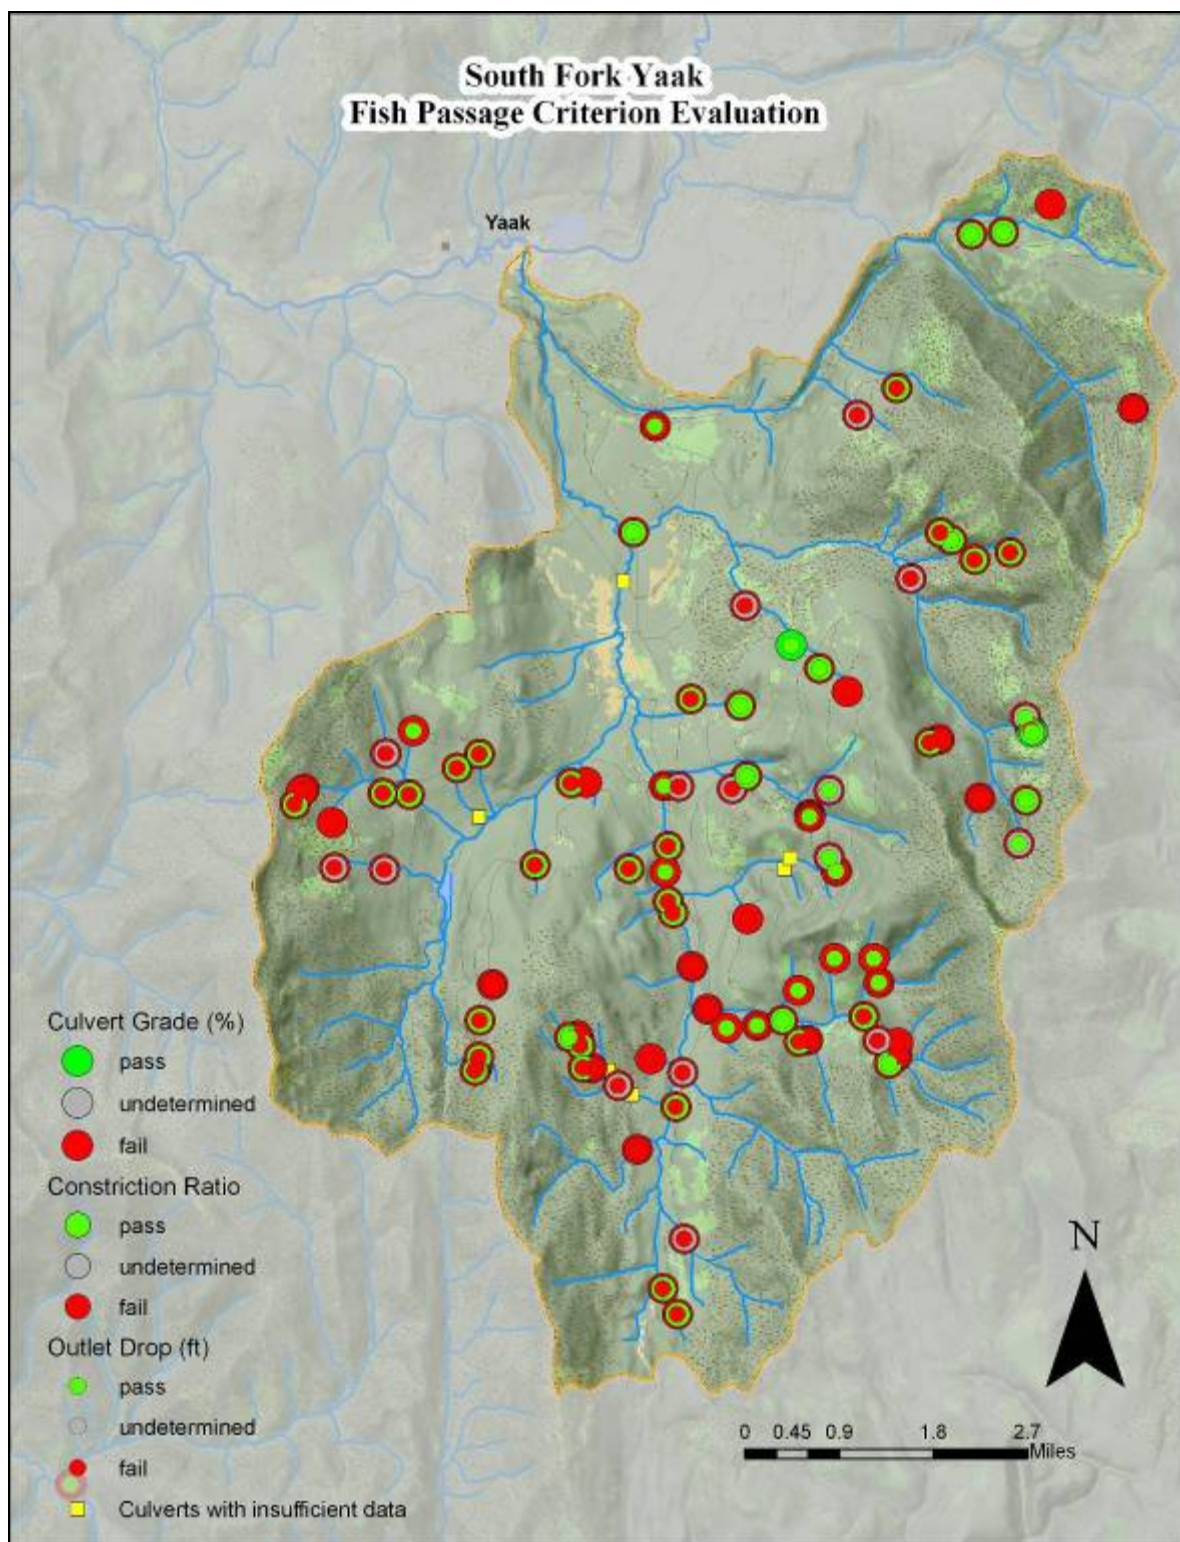 South Fork Yaak
Fish Passage Criterion Evaluation
Yaak
Culvert Grade (%)
pass
undetermined
fail
Constriction Ratio
pass
undetermined
fail
Outlet Drop (ft)
pass
undetermined
fail
Culverts with insufficient data
N
0 0.45 0.9 1.8 2.7
Miles